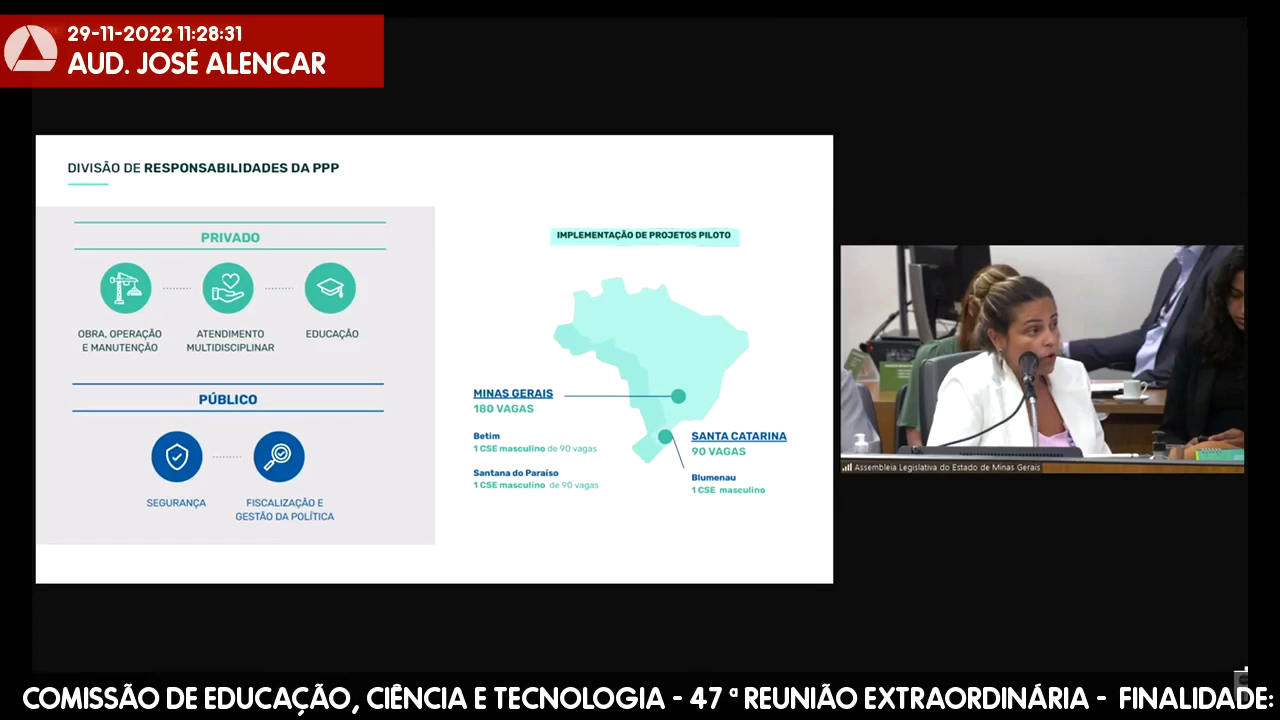 29-11-2022 11:28:31
AUD. JOSÉ ALENCAR
DIVISÃO DE RESPONSABILIDADES DA PPP
PRIVADO
OBRA, OPERAÇÃO
E MANUTENÇÃO
ATENDIMENTO
MULTIDISCIPLINAR
EDUCAÇÃO
PÚBLICO
SEGURANÇA
FISCALIZAÇÃO E
GESTÃO DA POLÍTICA
IMPLEMENTAÇÃO DE PROJETOS PILOTO
MINAS GERAIS
180 VAGAS
Betim
1 CSE masculino de 90 vagas
Santana do Paraíso
1 CSE masculino de 90 vagas
SANTA CATARINA
90 VAGAS
Blumenau
1 CSE masculino
Assembleia Legislativa do Estado de Minas Gerais
COMISSÃO DE EDUCAÇÃO, CIÊNCIA E TECNOLOGIA - 47 ª REUNIÃO EXTRAORDINÁRIA - FINALIDADE: